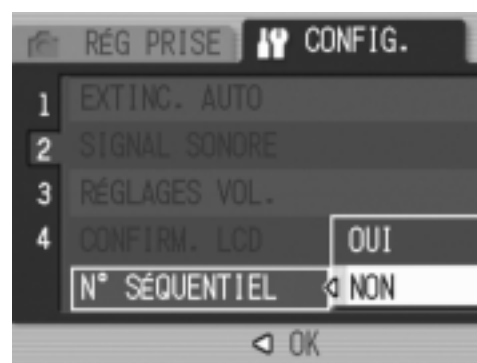 RÉG PRISE CONFIG.
1 EXTINC. AUTO
2 SIGNAL SONORE
3 RÉGLAGES VOL.
4 CONFIRM. LCD OUI
N° SÉQUENTIEL NON
OK